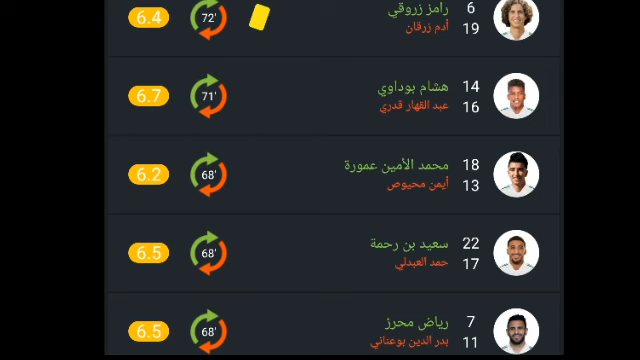 6 رامز زروقي 72' 6.4
19 أدم زرقان
14 هشام بوداوي 71' 6.7
16 عبد القهار قدري
18 محمد الأمين عمورة 68' 6.2
13 أيمن محيوص
22 سعيد بن رحمة 68' 6.5
17 حمد العبدلي
7 رياض محرز 68' 6.5
11 بدر الدين بوعناني